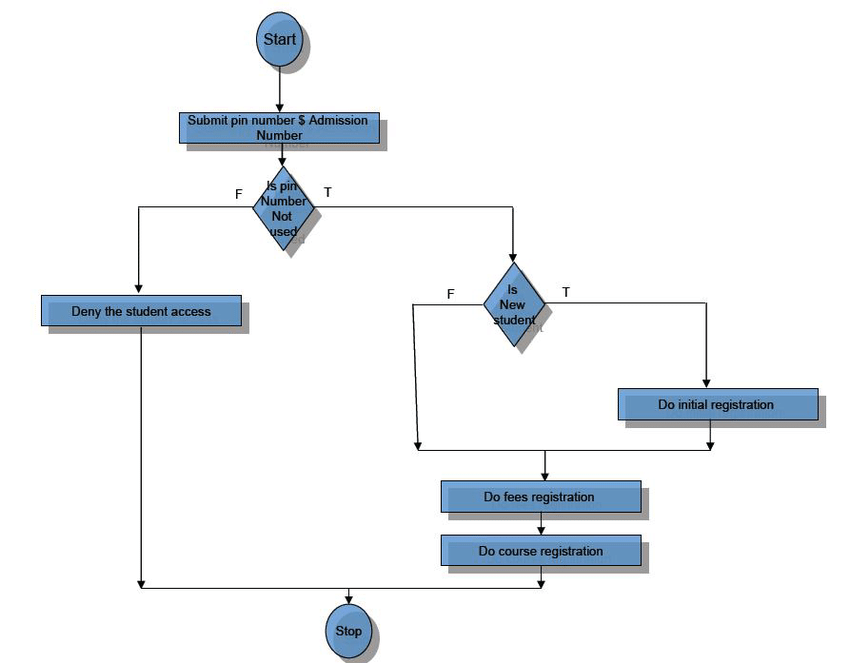 Start
Submit pin number $ Admission
Number
F
T
Is pin
Number
Not
used
F
T
Is
New
student
Deny the student access
Do initial registration
Do fees registration
Do course registration
Stop